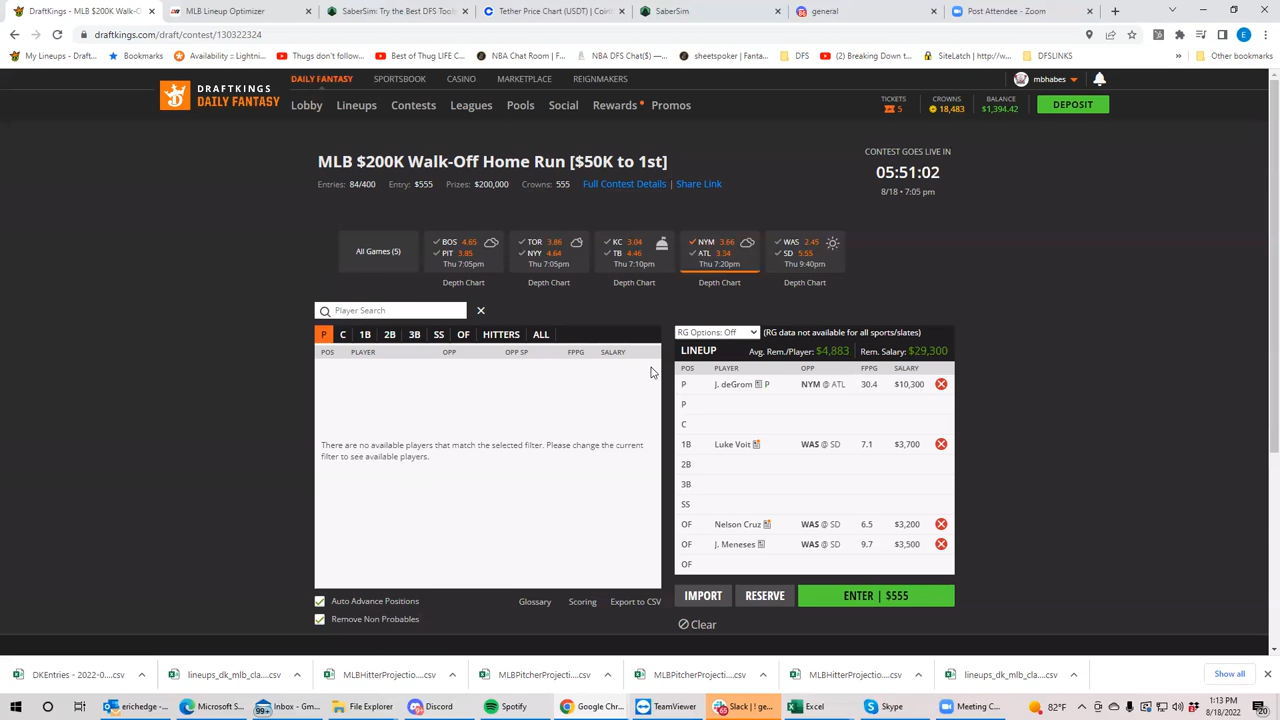 DraftKings - DK - MLB
MLB Lineup Optimizer
SaberSim: Try the Best DFS Tools
Tether Price Chart (USDT) | Coin
SaberSim
general
Post Attendee - Zoom
draftkings.com/draft/contest/130322324
My Lineups - Draft...
Bookmarks
Availability :: Lightni...
Thugs don't follow...
Best of Thug LIFE C...
NBA Chat Room | F...
NBA DFS Chat($) —...
sheetspoker | Fanta...
DFS
(2) Breaking Down t...
SiteLatch | http://w...
DFSLINKS
Other bookmarks
DAILY FANTASY SPORTSBOOK CASINO MARKETPLACE REIGNMAKERS
mbhabes
DRAFTKINGS
DAILY FANTASY
Lobby Lineups Contests Leagues Pools Social Rewards Promos
TICKETS CROWNS BALANCE
5 18,483 $1,394.42
DEPOSIT
MLB $200K Walk-Off Home Run [$50K to 1st]
Entries: 84/400 Entry: $555 Prizes: $200,000 Crowns: 555 Full Contest Details | Share Link
CONTEST GOES LIVE IN
05:51:02
8/18 • 7:05 pm
All Games (5)
BOS 4.65
PIT 3.85
Thu 7:05pm
Depth Chart
TOR 3.86
NYY 4.64
Thu 7:05pm
Depth Chart
KC 3.04
TB 4.46
Thu 7:10pm
Depth Chart
NYM 3.66
ATL 3.34
Thu 7:20pm
Depth Chart
WAS 2.45
SD 5.55
Thu 9:40pm
Depth Chart
Player Search
P C 1B 2B 3B SS OF HITTERS ALL
POS PLAYER OPP OPP SP FPPG SALARY
There are no available players that match the selected filter. Please change the current
filter to see available players.
Auto Advance Positions
Remove Non Probables
Glossary Scoring Export to CSV
RG Options: Off (RG data not available for all sports/slates)
LINEUP Avg. Rem./Player: $4,883 Rem. Salary: $29,300
POS PLAYER OPP FPPG SALARY
P J. deGrom P NYM @ ATL 30.4 $10,300
P
C
1B Luke Voit WAS @ SD 7.1 $3,700
2B
3B
SS
OF Nelson Cruz WAS @ SD 6.5 $3,200
OF J. Meneses WAS @ SD 9.7 $3,500
OF
IMPORT RESERVE ENTER | $555
Clear
DKEntries - 2022-0....csv
lineups_dk_mlb_cla....csv
MLBHitterProjection....csv
MLBPitcherProjecti....csv
MLBPitcherProjecti....csv
MLBHitterProjection....csv
lineups_dk_mlb_cla....csv
Show all
erichedge - ...
Microsoft S...
99+
Inbox - Gm...
File Explorer
Discord
Spotify
Google Chr...
TeamViewer
65
Slack | ! ge...
Excel
Skype
Meeting C...
82°F
1:13 PM
8/18/2022
20